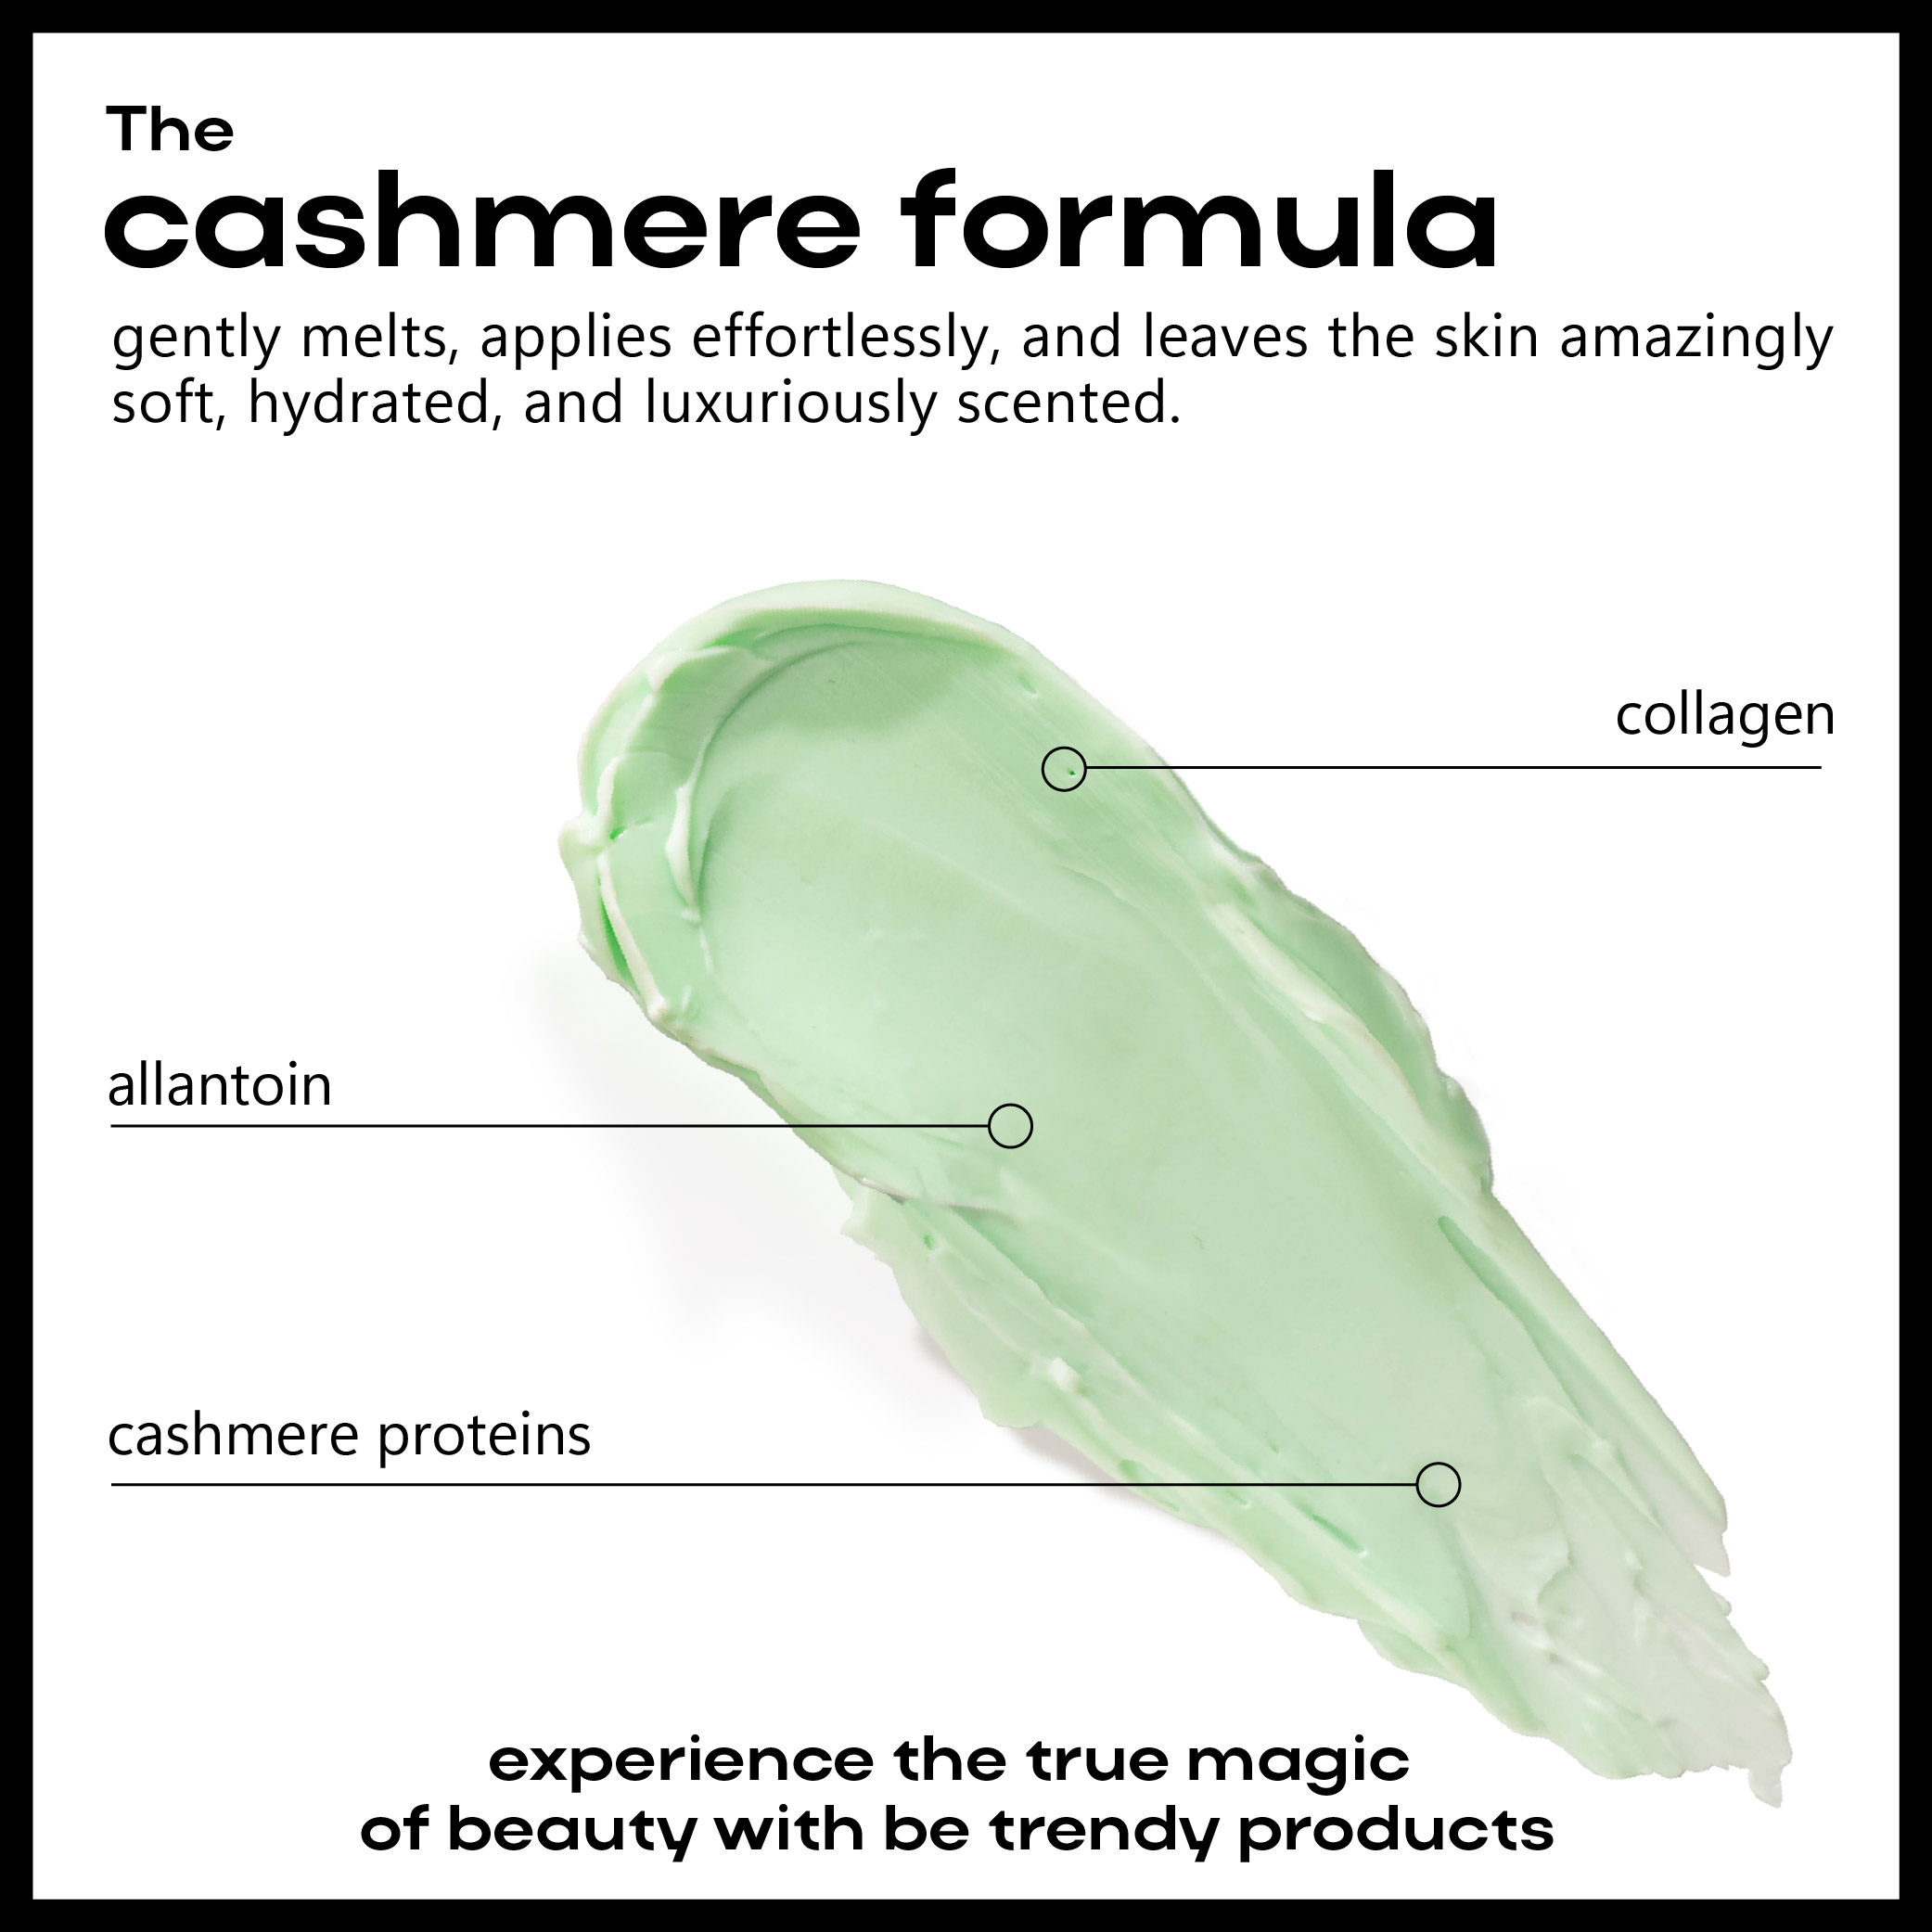 The
cashmere formula
gently melts, applies effortlessly, and leaves the skin amazingly
soft, hydrated, and luxuriously scented.
collagen
allantoin
cashmere proteins
experience the true magic
of beauty with be trendy products